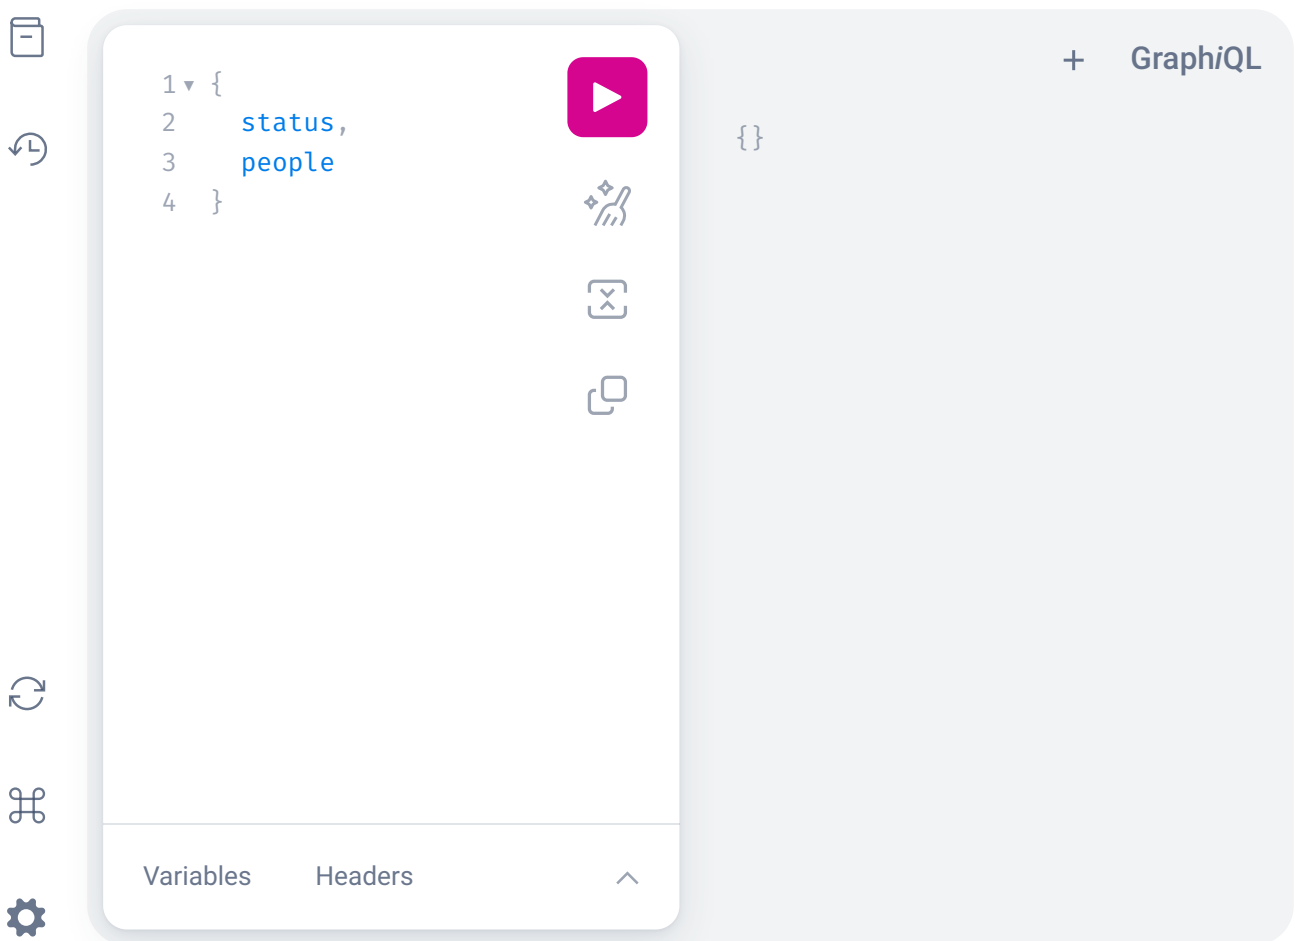 1 ▾ {
2 status,
3 people
4 }
+ GraphiQL
{}
Variables Headers